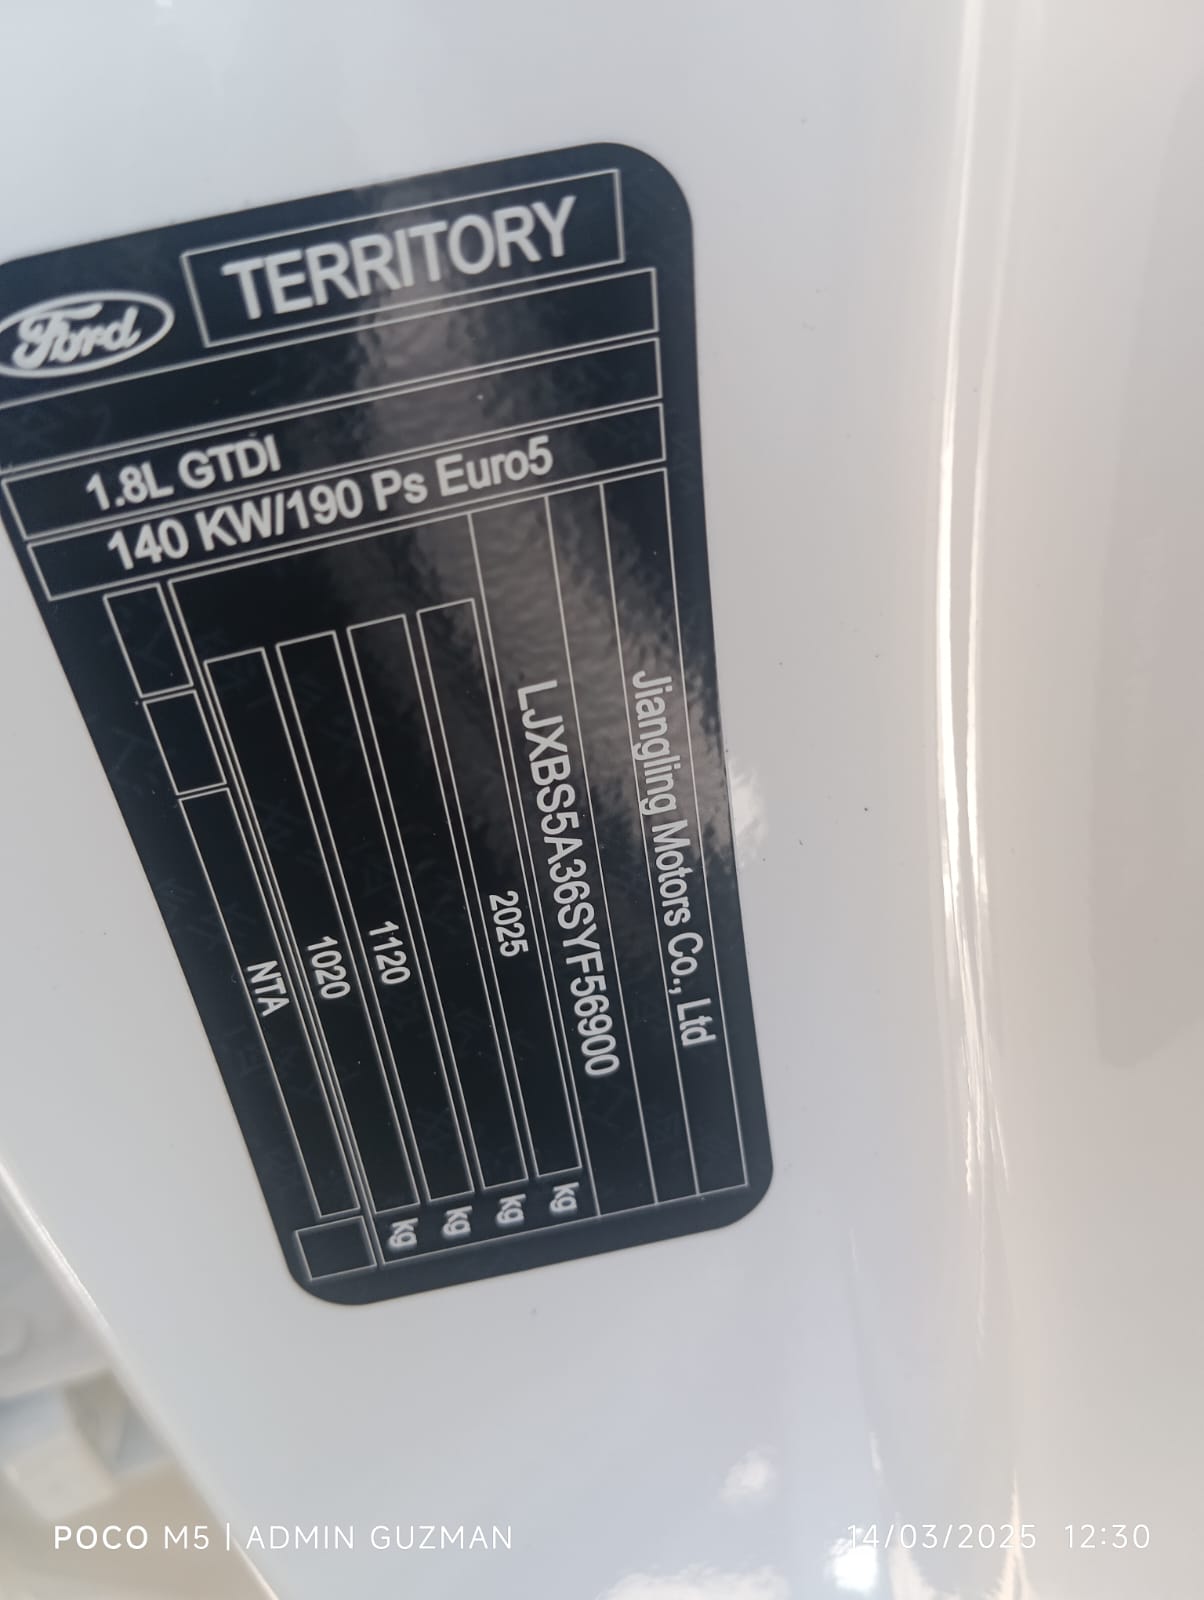 Ford
TERRITORY
1.8L GTDI
140 KW/190 Ps Euro5
Jiangling Motors Co., Ltd
LJXBS5A36SYF56900
2025 kg
kg
1120 kg
1020 kg
NTA
POCO M5 | ADMIN GUZMAN
14/03/2025 12:30